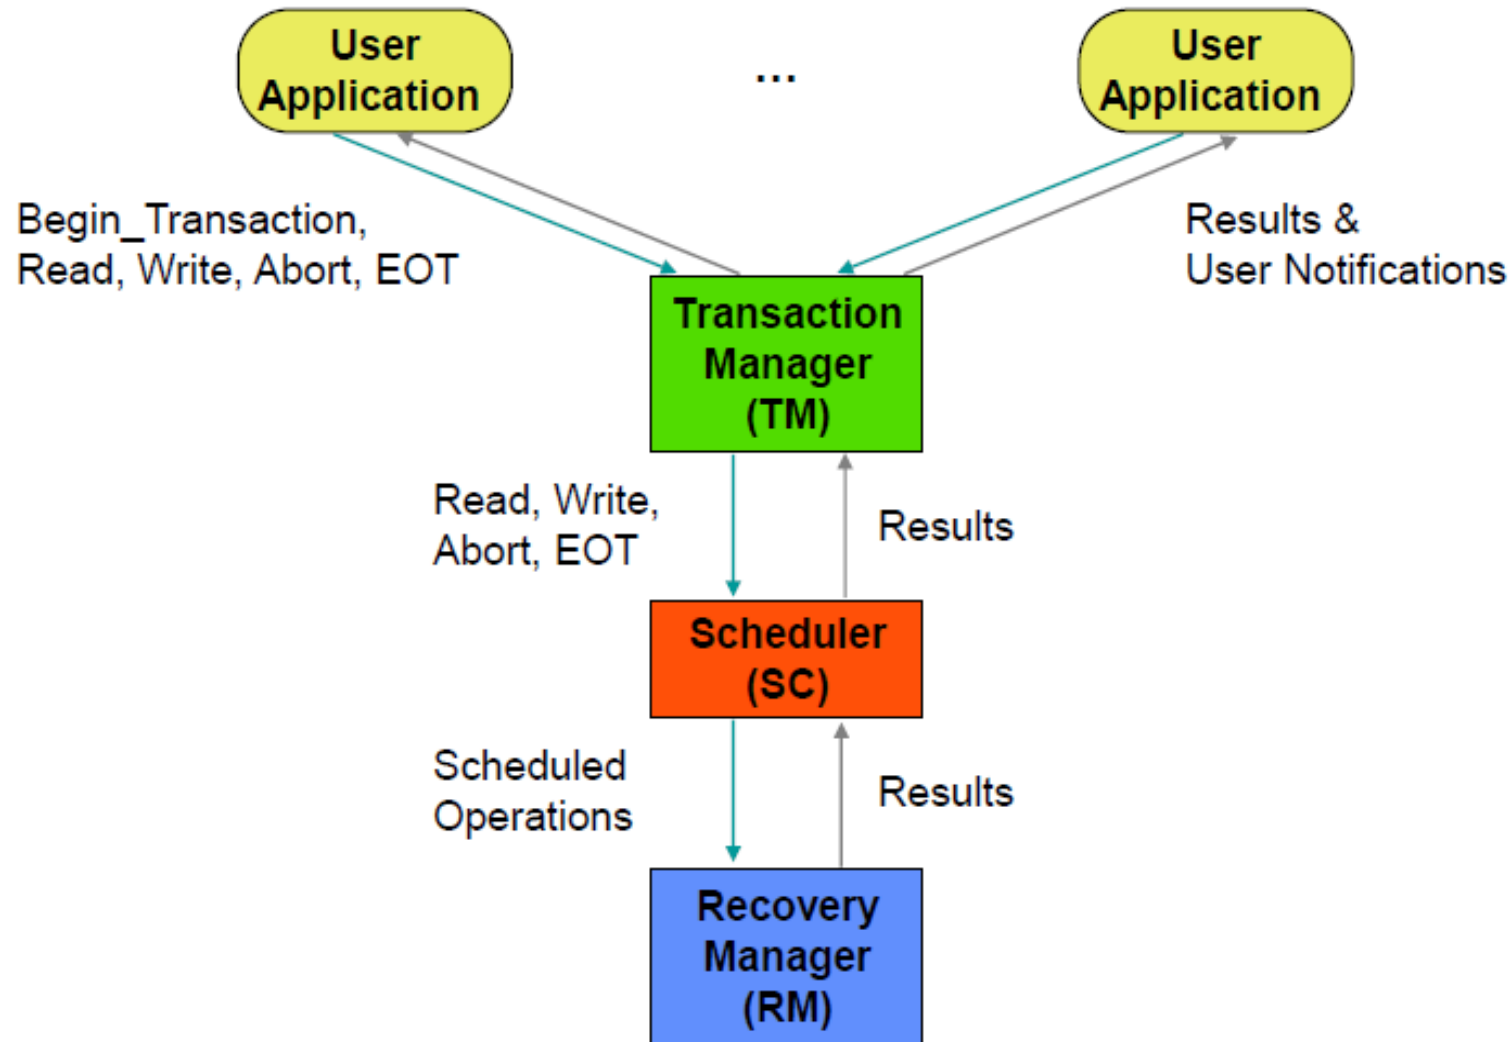 User
Application
...
User
Application
Begin_Transaction,
Read, Write, Abort, EOT
Results &
User Notifications
Transaction
Manager
(TM)
Read, Write,
Abort, EOT
Results
Scheduler
(SC)
Scheduled
Operations
Results
Recovery
Manager
(RM)